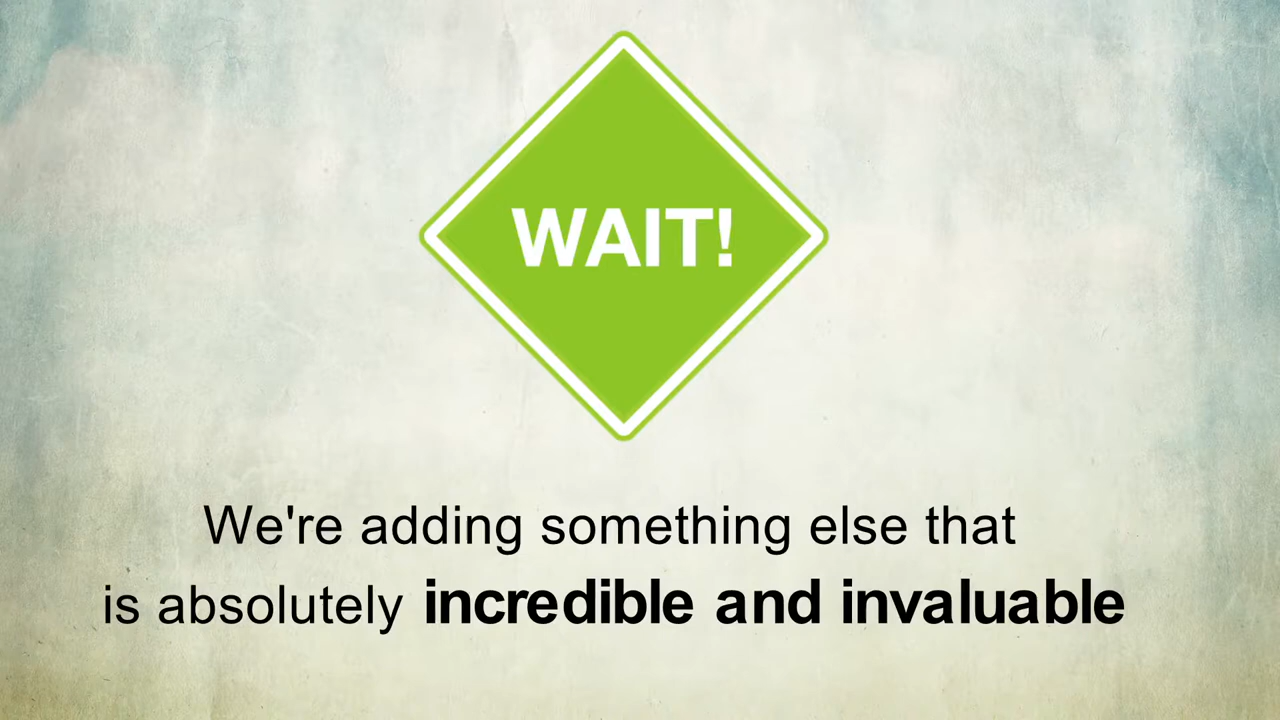 WAIT!
We're adding something else that
is absolutely incredible and invaluable